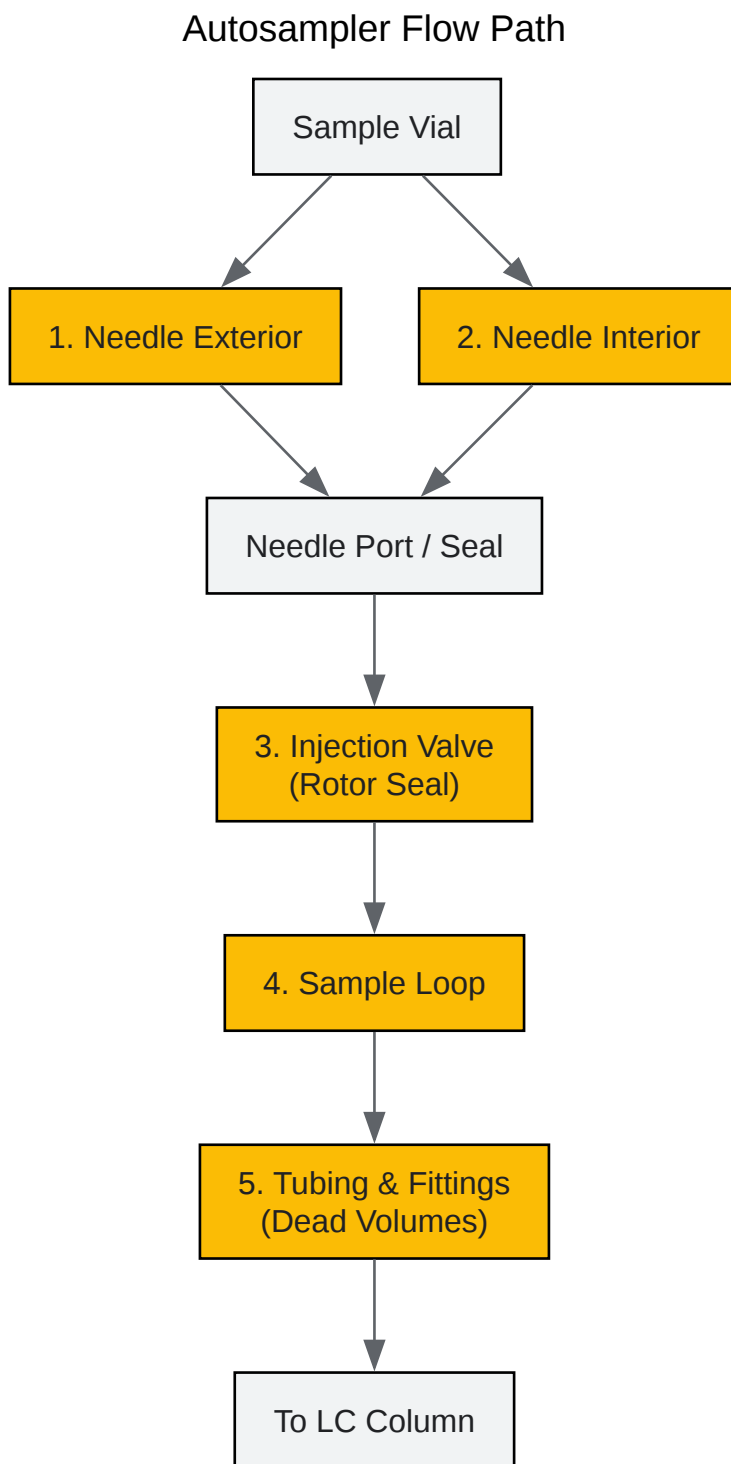 Autosampler Flow Path
Sample Vial
1. Needle Exterior
2. Needle Interior
Needle Port / Seal
3. Injection Valve
(Rotor Seal)
4. Sample Loop
5. Tubing & Fittings
(Dead Volumes)
To LC Column